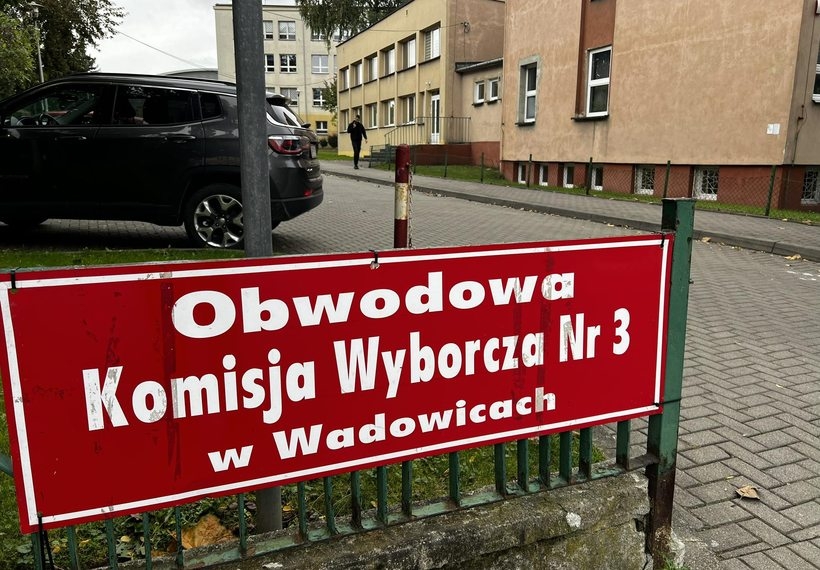 Obwodowa
Komisja Wyborcza Nr 3
w Wadowicach